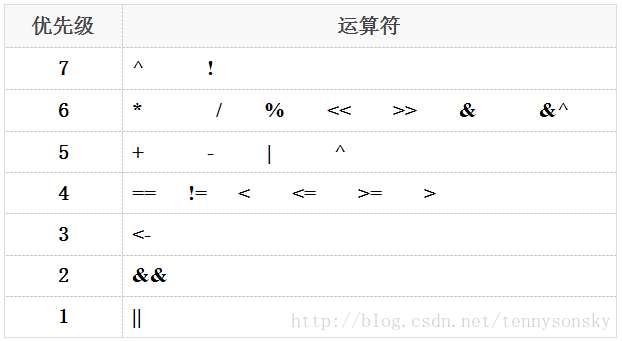 优先级 运算符
7 ^ !
6 * / % << >> & &^
5 + - | ^
4 == != < <= >= >
3 <-
2 &&
1 ||
http://blog.csdn.net/tennysonsky